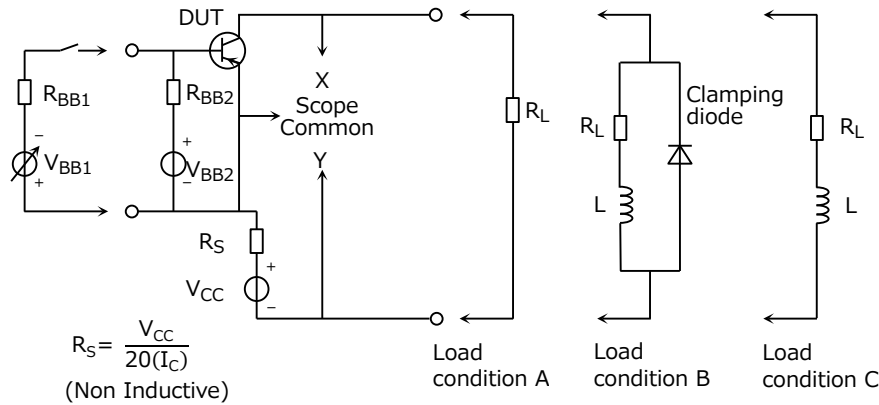 DUT
R_BB1
R_BB2
X
Scope
Common
Y
−
V_BB1
+
+
V_BB2
−
R_S
+
V_CC
−
R_S= V_CC
20(I_C)
(Non Inductive)
R_L
Load
condition A
R_L
L
Clamping
diode
Load
condition B
R_L
L
Load
condition C